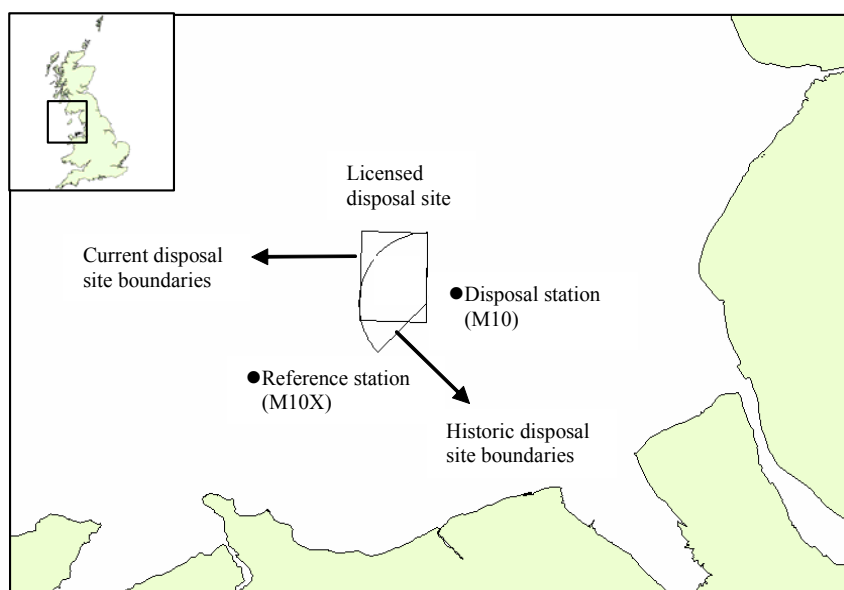 Licensed
disposal site
Current disposal
site boundaries
Disposal station
(M10)
Reference station
(M10X)
Historic disposal
site boundaries